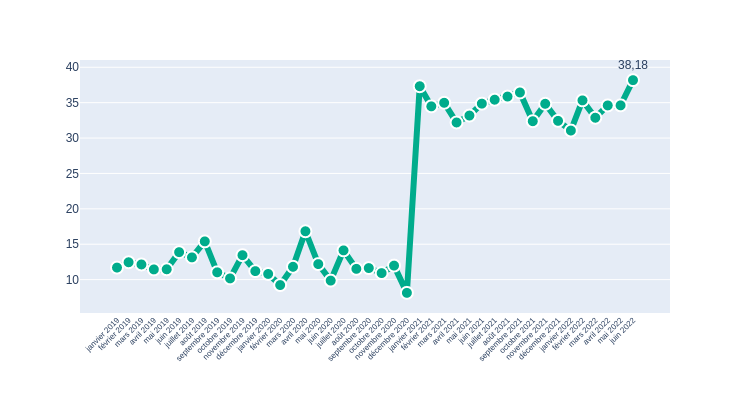 38,18
40
35
30
25
20
15
10
janvier 2019
février 2019
mars 2019
avril 2019
mai 2019
juin 2019
juillet 2019
août 2019
septembre 2019
octobre 2019
novembre 2019
décembre 2019
janvier 2020
février 2020
mars 2020
avril 2020
mai 2020
juin 2020
juillet 2020
août 2020
septembre 2020
octobre 2020
novembre 2020
décembre 2020
janvier 2021
février 2021
mars 2021
avril 2021
mai 2021
juin 2021
juillet 2021
août 2021
septembre 2021
octobre 2021
novembre 2021
décembre 2021
janvier 2022
février 2022
mars 2022
avril 2022
mai 2022
juin 2022